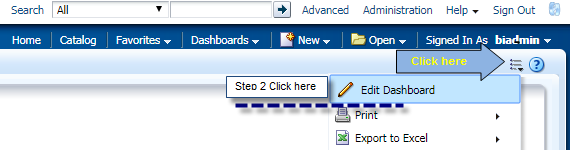 Search All Advanced Administration Help Sign Out
Home Catalog Favorites Dashboards New Open Signed In As biadmin
Click here
Step 2 Click here
Edit Dashboard
Print
Export to Excel